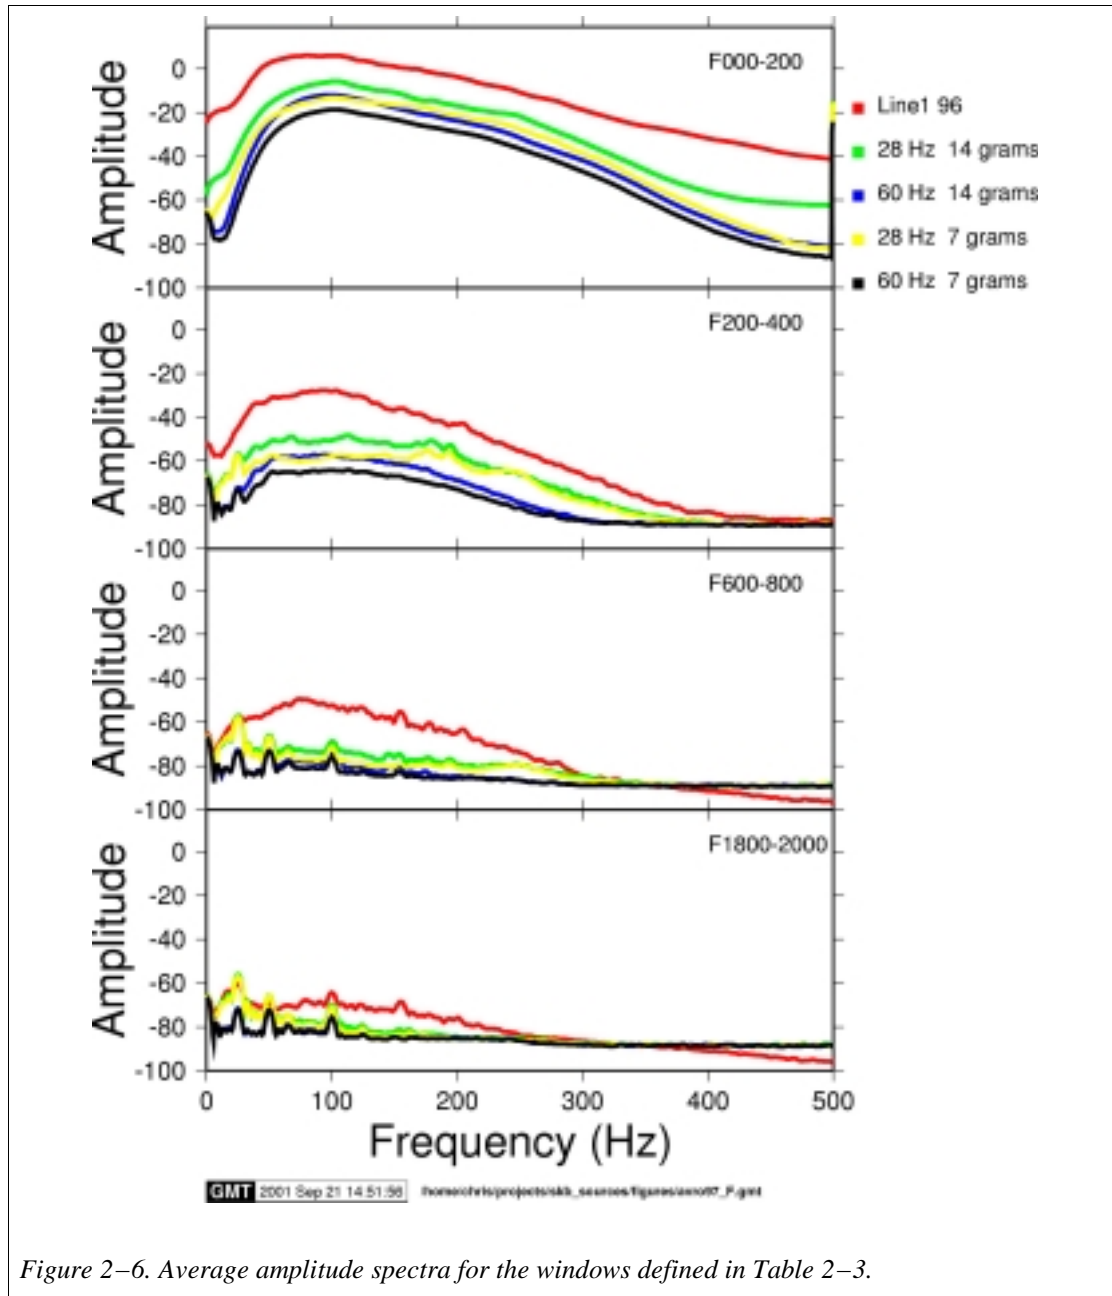 F000-200
Amplitude
0
-20
-40
-60
-80
-100
Line1 96
28 Hz 14 grams
60 Hz 14 grams
28 Hz 7 grams
60 Hz 7 grams
F200-400
Amplitude
0
-20
-40
-60
-80
-100
F600-800
Amplitude
0
-20
-40
-60
-80
-100
F1800-2000
Amplitude
0
-20
-40
-60
-80
-100
0 100 200 300 400 500
Frequency (Hz)
GMT 2001 Sep 21 14:51:56
Figure 2–6. Average amplitude spectra for the windows defined in Table 2–3.